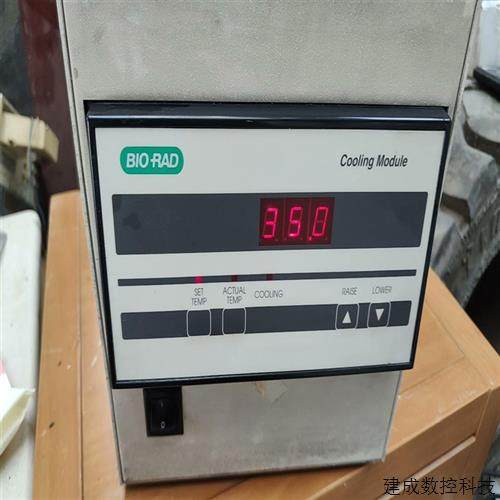 BIO-RAD
Cooling Module
35.0
SET TEMP
ACTUAL TEMP
COOLING
RAISE
LOWER
建成数控科技